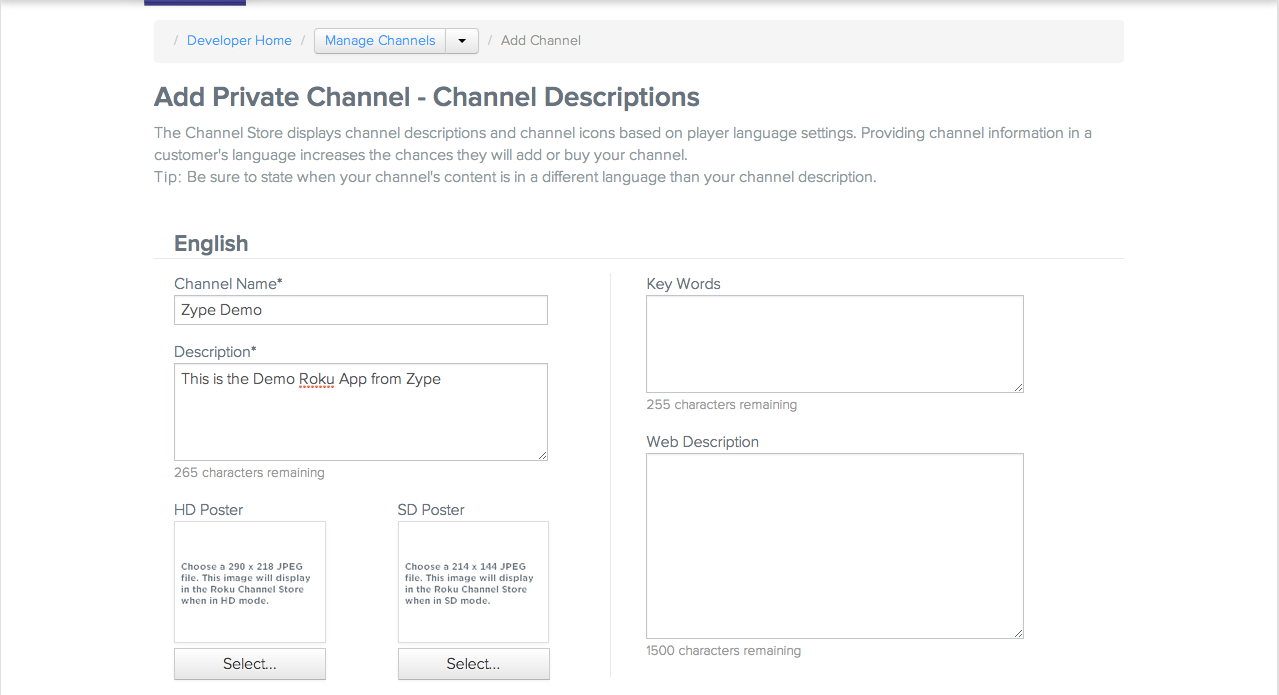 / Developer Home / Manage Channels / Add Channel
Add Private Channel - Channel Descriptions
The Channel Store displays channel descriptions and channel icons based on player language settings. Providing channel information in a
customer's language increases the chances they will add or buy your channel.
Tip: Be sure to state when your channel's content is in a different language than your channel description.
English
Channel Name*
Zype Demo
Description*
This is the Demo Roku App from Zype
265 characters remaining
HD Poster
Choose a 290 x 218 JPEG
file. This image will display
in the Roku Channel Store
when in HD mode.
Select...
SD Poster
Choose a 214 x 144 JPEG
file. This image will display
in the Roku Channel Store
when in SD mode.
Select...
Key Words
255 characters remaining
Web Description
1500 characters remaining